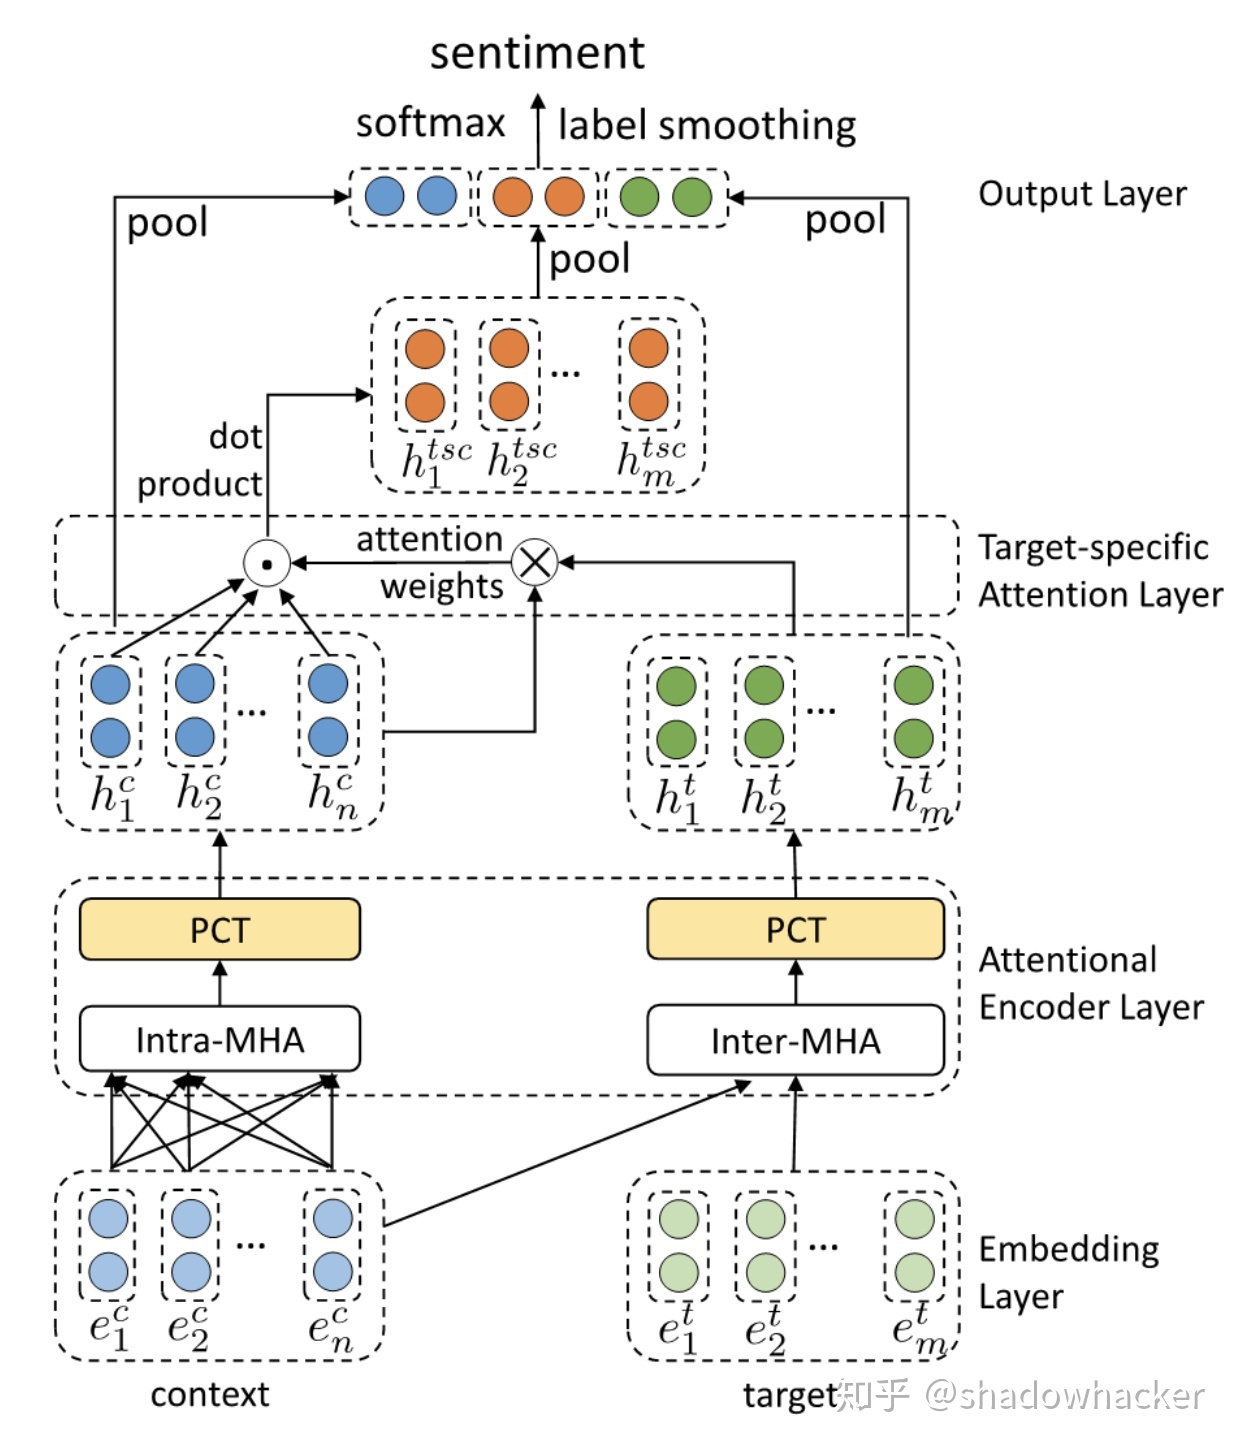 sentiment
softmax label smoothing
Output Layer
pool pool
pool
...
h_1^{tsc} h_2^{tsc} h_m^{tsc}
dot
product
attention
weights
Target-specific
Attention Layer
... ...
h_1^c h_2^c h_n^c h_1^t h_2^t h_m^t
PCT PCT
Intra-MHA Inter-MHA
Attentional
Encoder Layer
... ...
e_1^c e_2^c e_n^c e_1^t e_2^t e_m^t
Embedding
Layer
context target
知乎 @shadowhacker